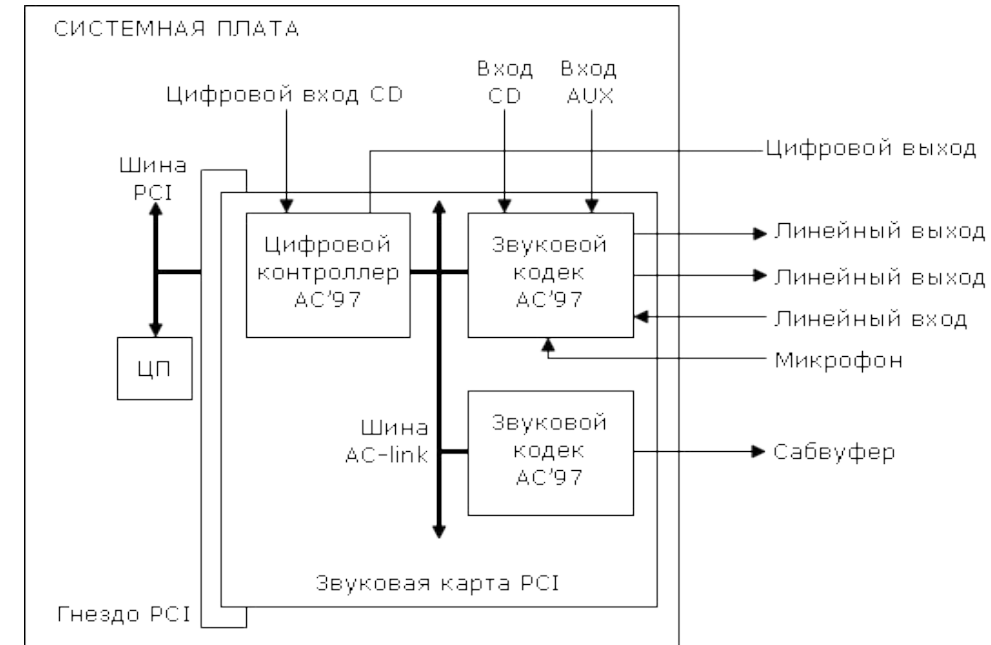 СИСТЕМНАЯ ПЛАТА
Цифровой вход CD
Вход
CD
Вход
AUX
Цифровой выход
Шина
PCI
Цифровой
контроллер
AC'97
Звуковой
кодек
AC'97
Линейный выход
Линейный выход
Линейный вход
Микрофон
ЦП
Шина
AC-link
Звуковой
кодек
AC'97
Сабвуфер
Звуковая карта PCI
Гнездо PCI